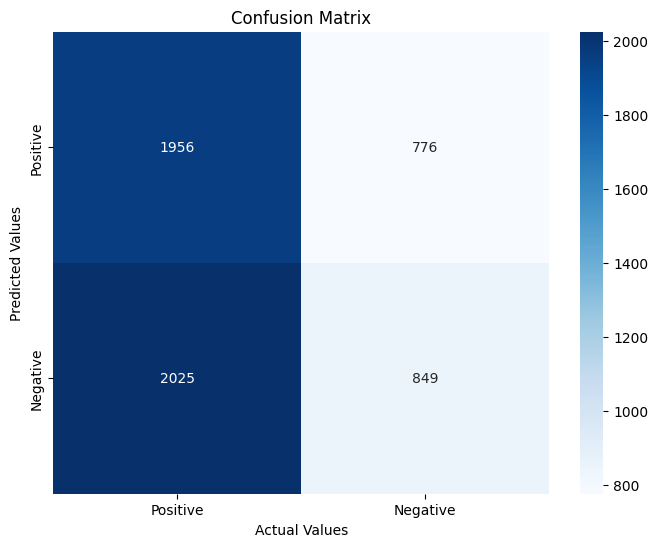 Confusion Matrix
Predicted Values
Positive
1956 776
Negative
2025 849
Positive Negative
Actual Values
2000
1800
1600
1400
1200
1000
800